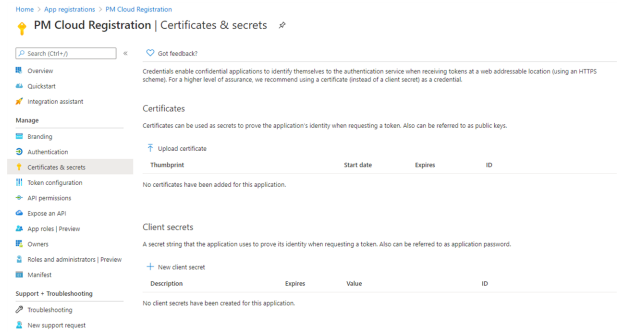 Home > App registrations > PM Cloud Registration
PM Cloud Registration | Certificates & secrets
Search (Ctrl+/)
«
Got feedback?
Overview
Quickstart
Integration assistant
Manage
Branding
Authentication
Certificates & secrets
Token configuration
API permissions
Expose an API
App roles | Preview
Owners
Roles and administrators | Preview
Manifest
Support + Troubleshooting
Troubleshooting
New support request
Credentials enable confidential applications to identify themselves to the authentication service when receiving tokens at a web addressable location (using an HTTPS
scheme). For a higher level of assurance, we recommend using a certificate (instead of a client secret) as a credential.
Certificates
Certificates can be used as secrets to prove the application's identity when requesting a token. Also can be referred to as public keys.
Upload certificate
Thumbprint Start date Expires ID
No certificates have been added for this application.
Client secrets
A secret string that the application uses to prove its identity when requesting a token. Also can be referred to as application password.
New client secret
Description Expires Value ID
No client secrets have been created for this application.